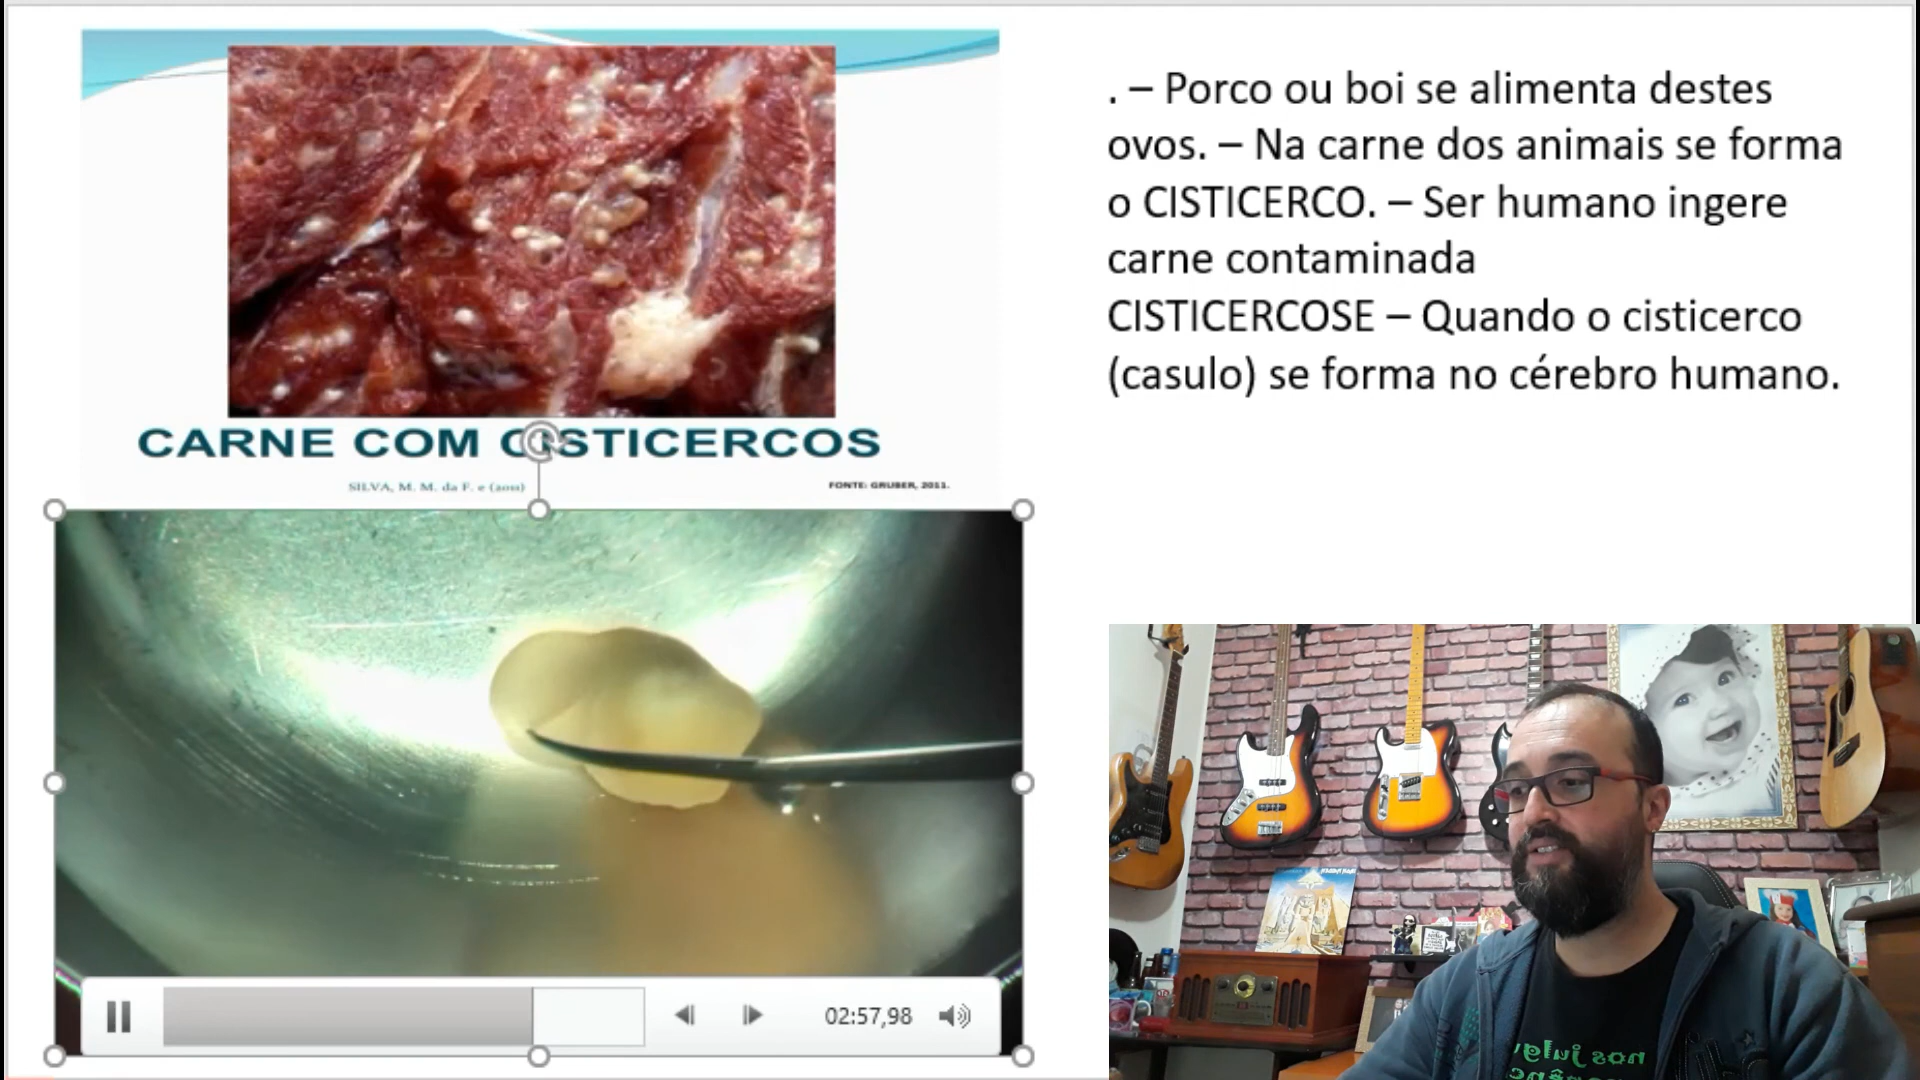 . – Porco ou boi se alimenta destes
ovos. – Na carne dos animais se forma
o CISTICERCO. – Ser humano ingere
carne contaminada
CISTICERCOSE – Quando o cisticerco
(casulo) se forma no cérebro humano.
CARNE COM CISTICERCOS
SILVA, M. M. da F. e (2011)
FONTE: GRUBER, 2011.
02:57,98